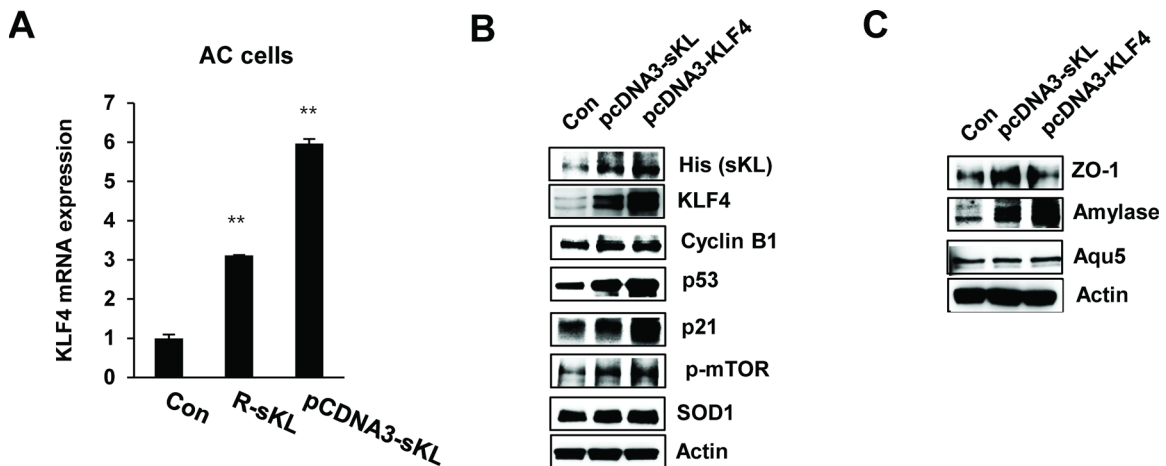 A
AC cells
KLF4 mRNA expression
7
6
5
4
3
2
1
0
**
**
Con
R-sKL
pCDNA3-sKL
B
Con
pcDNA3-sKL
pcDNA3-KLF4
His (sKL)
KLF4
Cyclin B1
p53
p21
p-mTOR
SOD1
Actin
C
Con
pcDNA3-sKL
pcDNA3-KLF4
ZO-1
Amylase
Aqu5
Actin